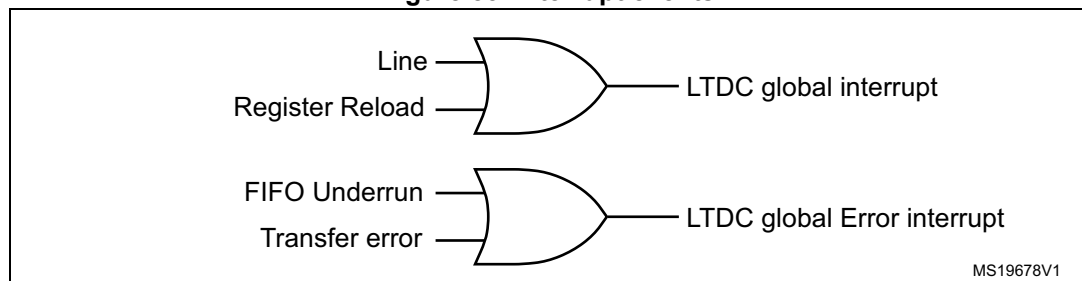 Line
Register Reload
LTDC global interrupt
FIFO Underrun
Transfer error
LTDC global Error interrupt
MS19678V1